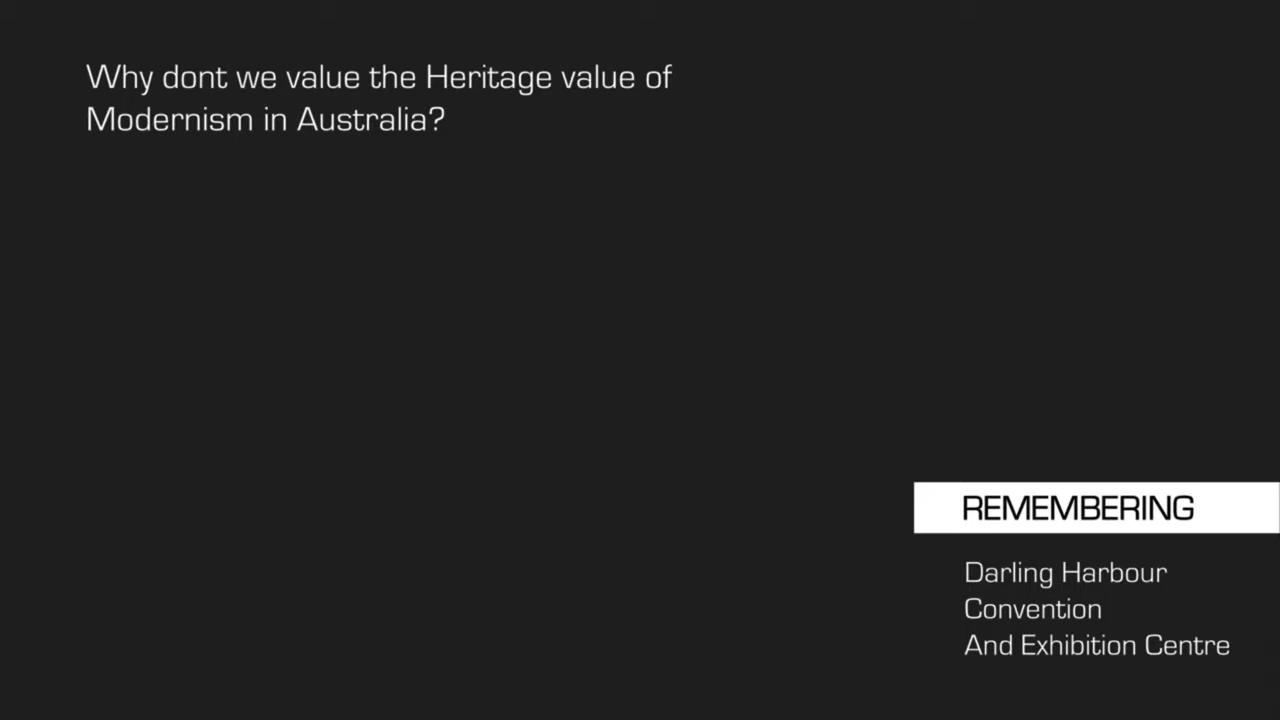 Why dont we value the Heritage value of
Modernism in Australia?
REMEMBERING
Darling Harbour
Convention
And Exhibition Centre